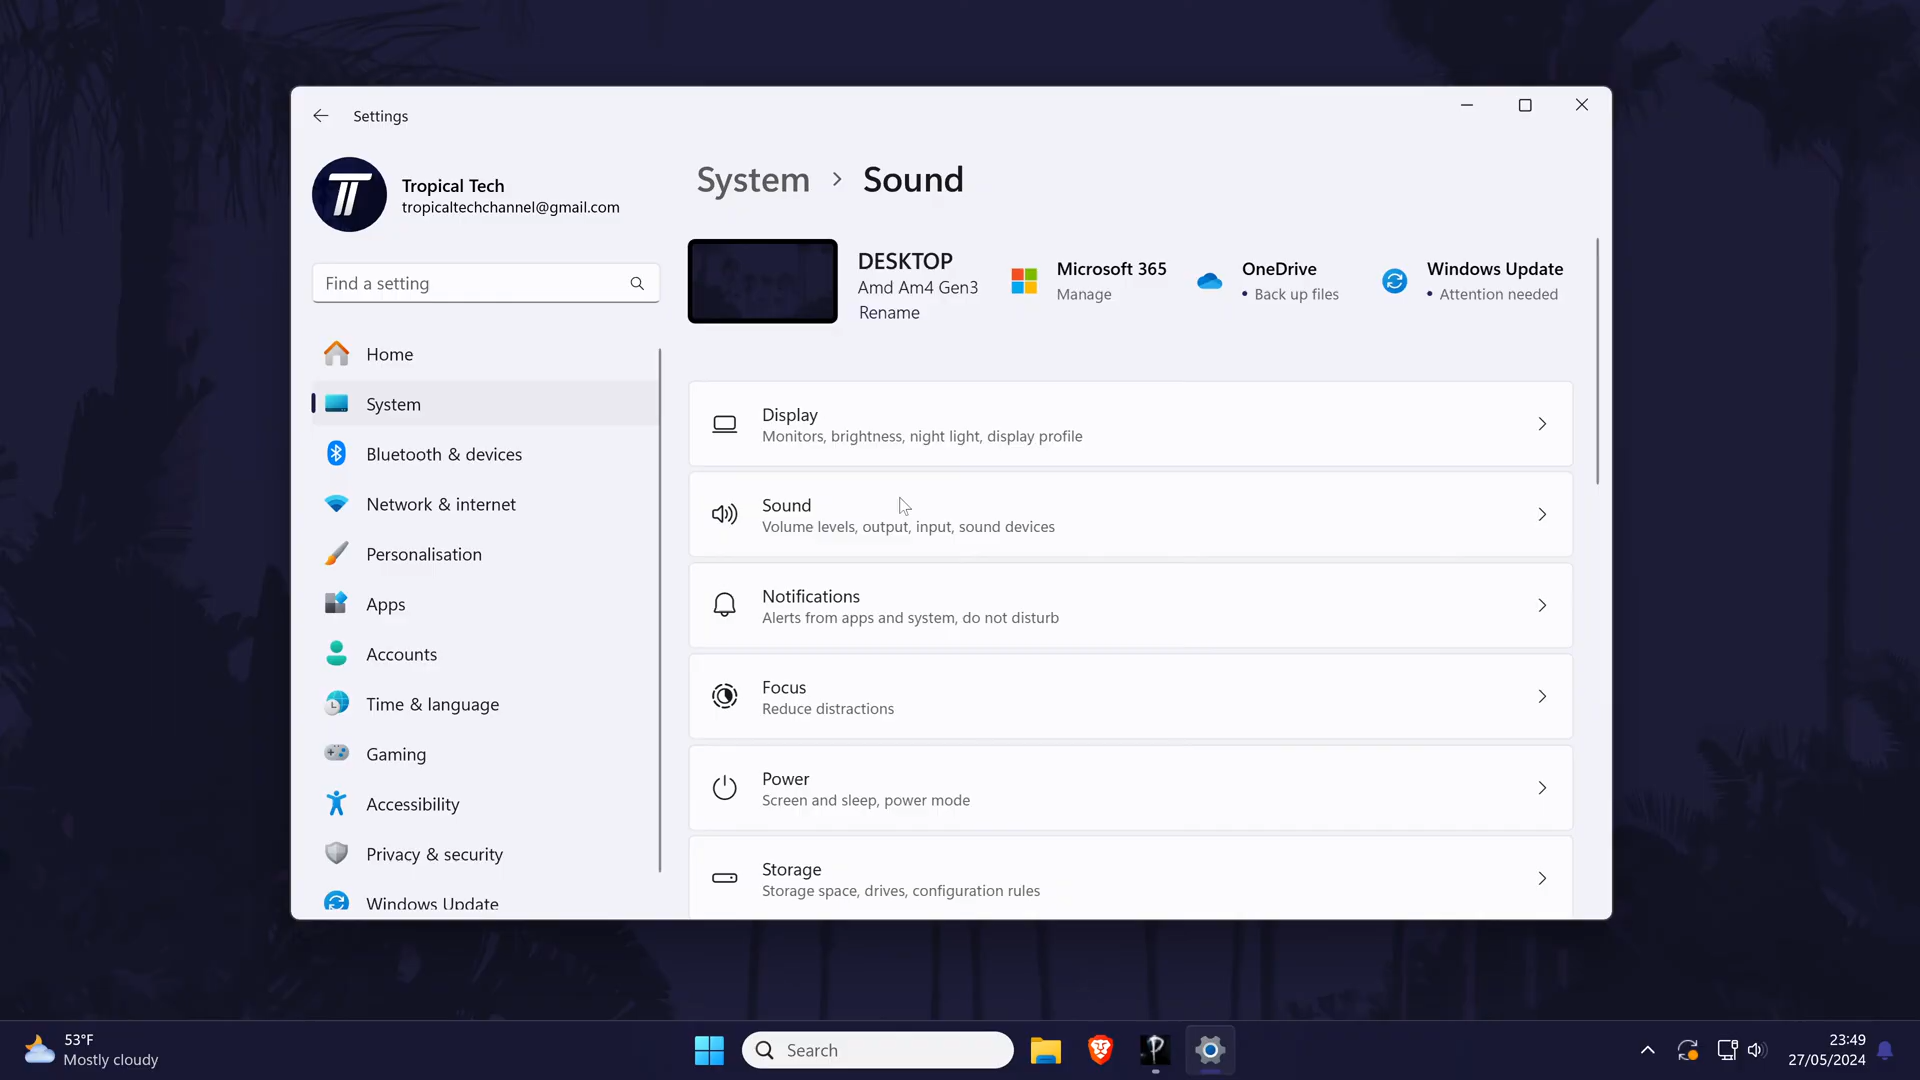 Settings
Tropical Tech
tropicaltechchannel@gmail.com
Find a setting
Home
System
Bluetooth & devices
Network & internet
Personalisation
Apps
Accounts
Time & language
Gaming
Accessibility
Privacy & security
Windows Update
System > Sound
DESKTOP
Amd Am4 Gen3
Rename
Microsoft 365
Manage
OneDrive
• Back up files
Windows Update
• Attention needed
Display
Monitors, brightness, night light, display profile
Sound
Volume levels, output, input, sound devices
Notifications
Alerts from apps and system, do not disturb
Focus
Reduce distractions
Power
Screen and sleep, power mode
Storage
Storage space, drives, configuration rules
53°F
Mostly cloudy
Search
23:49
27/05/2024